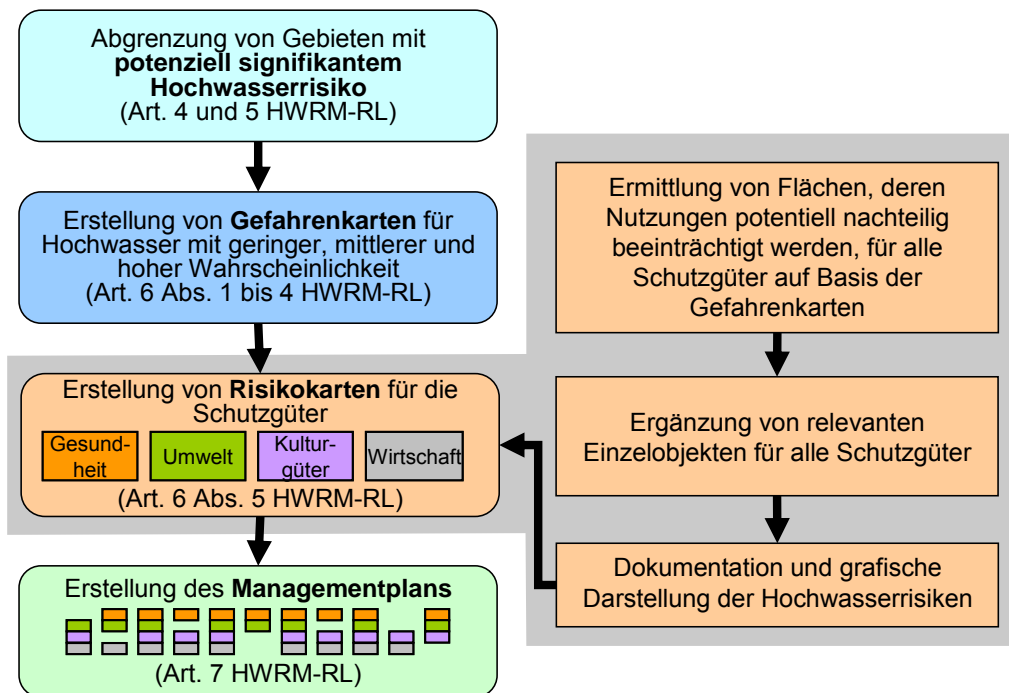 Abgrenzung von Gebieten mit
potenziell signifikantem
Hochwasserrisiko
(Art. 4 und 5 HWRM-RL)
Erstellung von Gefahrenkarten für
Hochwasser mit geringer, mittlerer und
hoher Wahrscheinlichkeit
(Art. 6 Abs. 1 bis 4 HWRM-RL)
Erstellung von Risikokarten für die
Schutzgüter
Gesund-
heit
Umwelt
Kultur-
güter
Wirtschaft
(Art. 6 Abs. 5 HWRM-RL)
Erstellung des Managementplans
(Art. 7 HWRM-RL)
Ermittlung von Flächen, deren
Nutzungen potentiell nachteilig
beeinträchtigt werden, für alle
Schutzgüter auf Basis der
Gefahrenkarten
Ergänzung von relevanten
Einzelobjekten für alle Schutzgüter
Dokumentation und grafische
Darstellung der Hochwasserrisiken